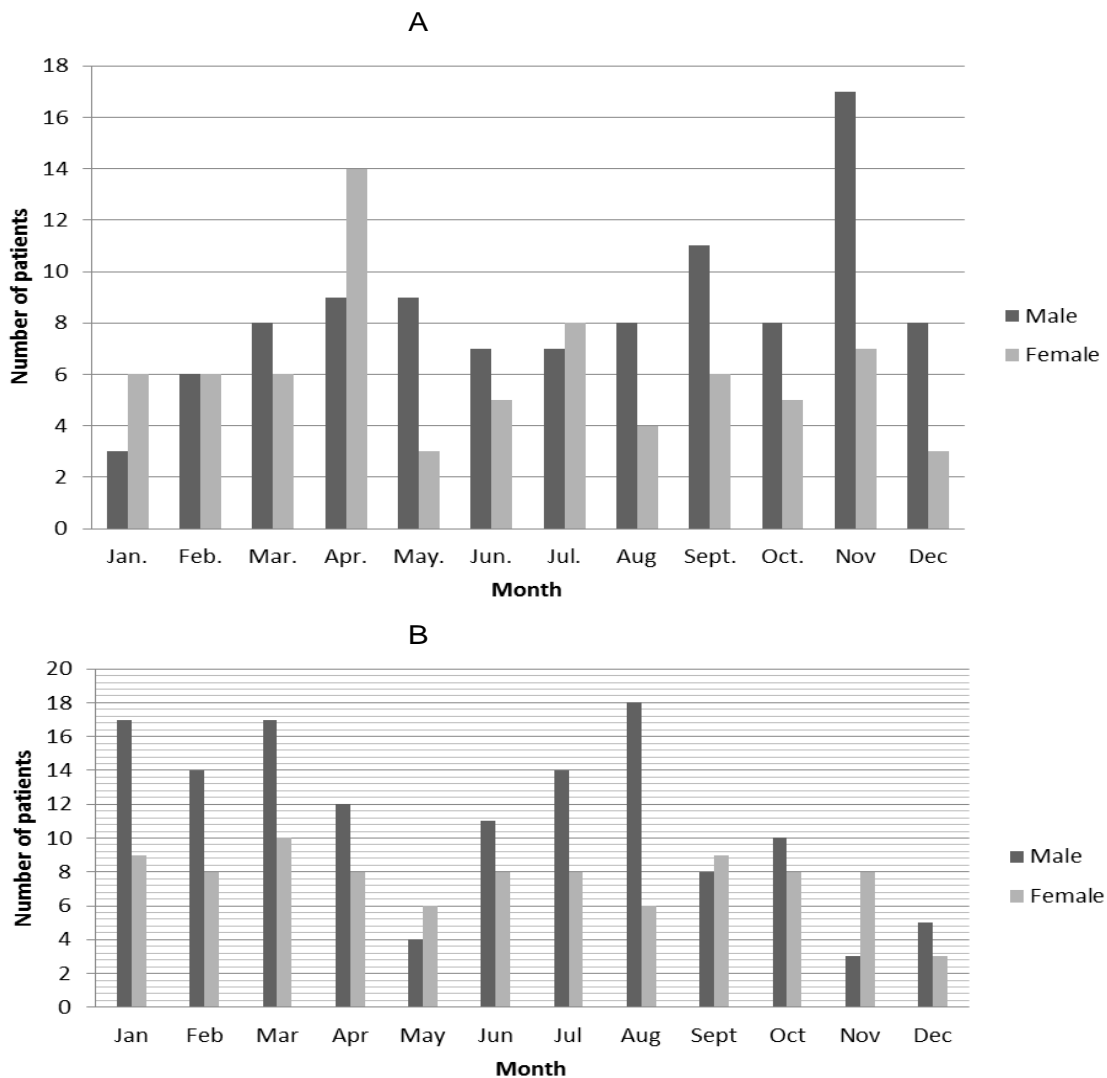 A
18
16
14
12
10
8
6
4
2
0
Number of patients
Jan. Feb. Mar. Apr. May. Jun. Jul. Aug Sept. Oct. Nov Dec
Month
Male
Female
B
20
18
16
14
12
10
8
6
4
2
0
Number of patients
Jan Feb Mar Apr May Jun Jul Aug Sept Oct Nov Dec
Month
Male
Female